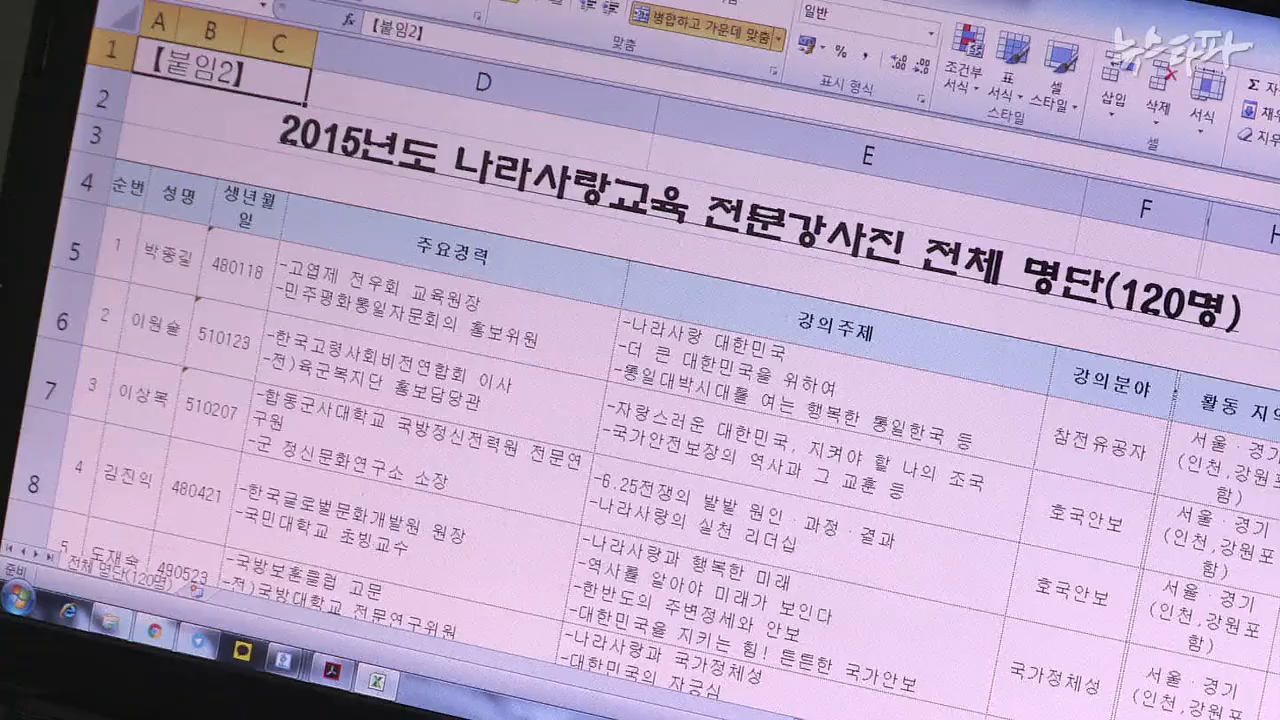 뉴스타파
fx 【붙임2】
병합하고 가운데 맞춤
맞춤
일반
% ,
표시 형식
조건부 서식
표 서식
셀 스타일
스타일
삽입
삭제
서식
셀
Σ
지우
A B C D E F H
1 【붙임2】
2
3 2015년도 나라사랑교육 전문강사진 전체 명단(120명)
4 순번 성명 생년월일 주요경력 강의주제 강의분야 활동 지역
5 1 박종길 480118
-고엽제 전우회 교육원장
-민주평화통일자문회의 홍보위원
-나라사랑 대한민국
-더 큰 대한민국을 위하여
-통일대박시대를 여는 행복한 통일한국 등
참전유공자
서울·경기
(인천,강원포함)
6 2 이원술 510123
-한국고령사회비전연합회 이사
-전)육군복지단 홍보담당관
-자랑스러운 대한민국, 지켜야 할 나의 조국
-국가안전보장의 역사과 그 교훈 등
호국안보
서울·경기
(인천,강원포함)
7 3 이상복 510207
-합동군사대학교 국방정신전력원 전문연구원
-군 정신문화연구소 소장
-6.25전쟁의 발발 원인·과정·결과
-나라사랑의 실천 리더십
호국안보
서울·경기
(인천,강원포함)
8 4 김진익 480421
-한국글로벌문화개발원 원장
-국민대학교 초빙교수
-나라사랑과 행복한 미래
-역사를 알아야 미래가 보인다
-한반도의 주변정세와 안보
-대한민국을 지키는 힘! 튼튼한 국가안보
국가정체성
서울·경기
(인천,강원포
5 도재숙 490523
-국방보훈클럽 고문
-전)국방대학교 전문연구위원
-나라사랑과 국가정체성
-대한민국의 자긍심
전체 명단(120명)
준비